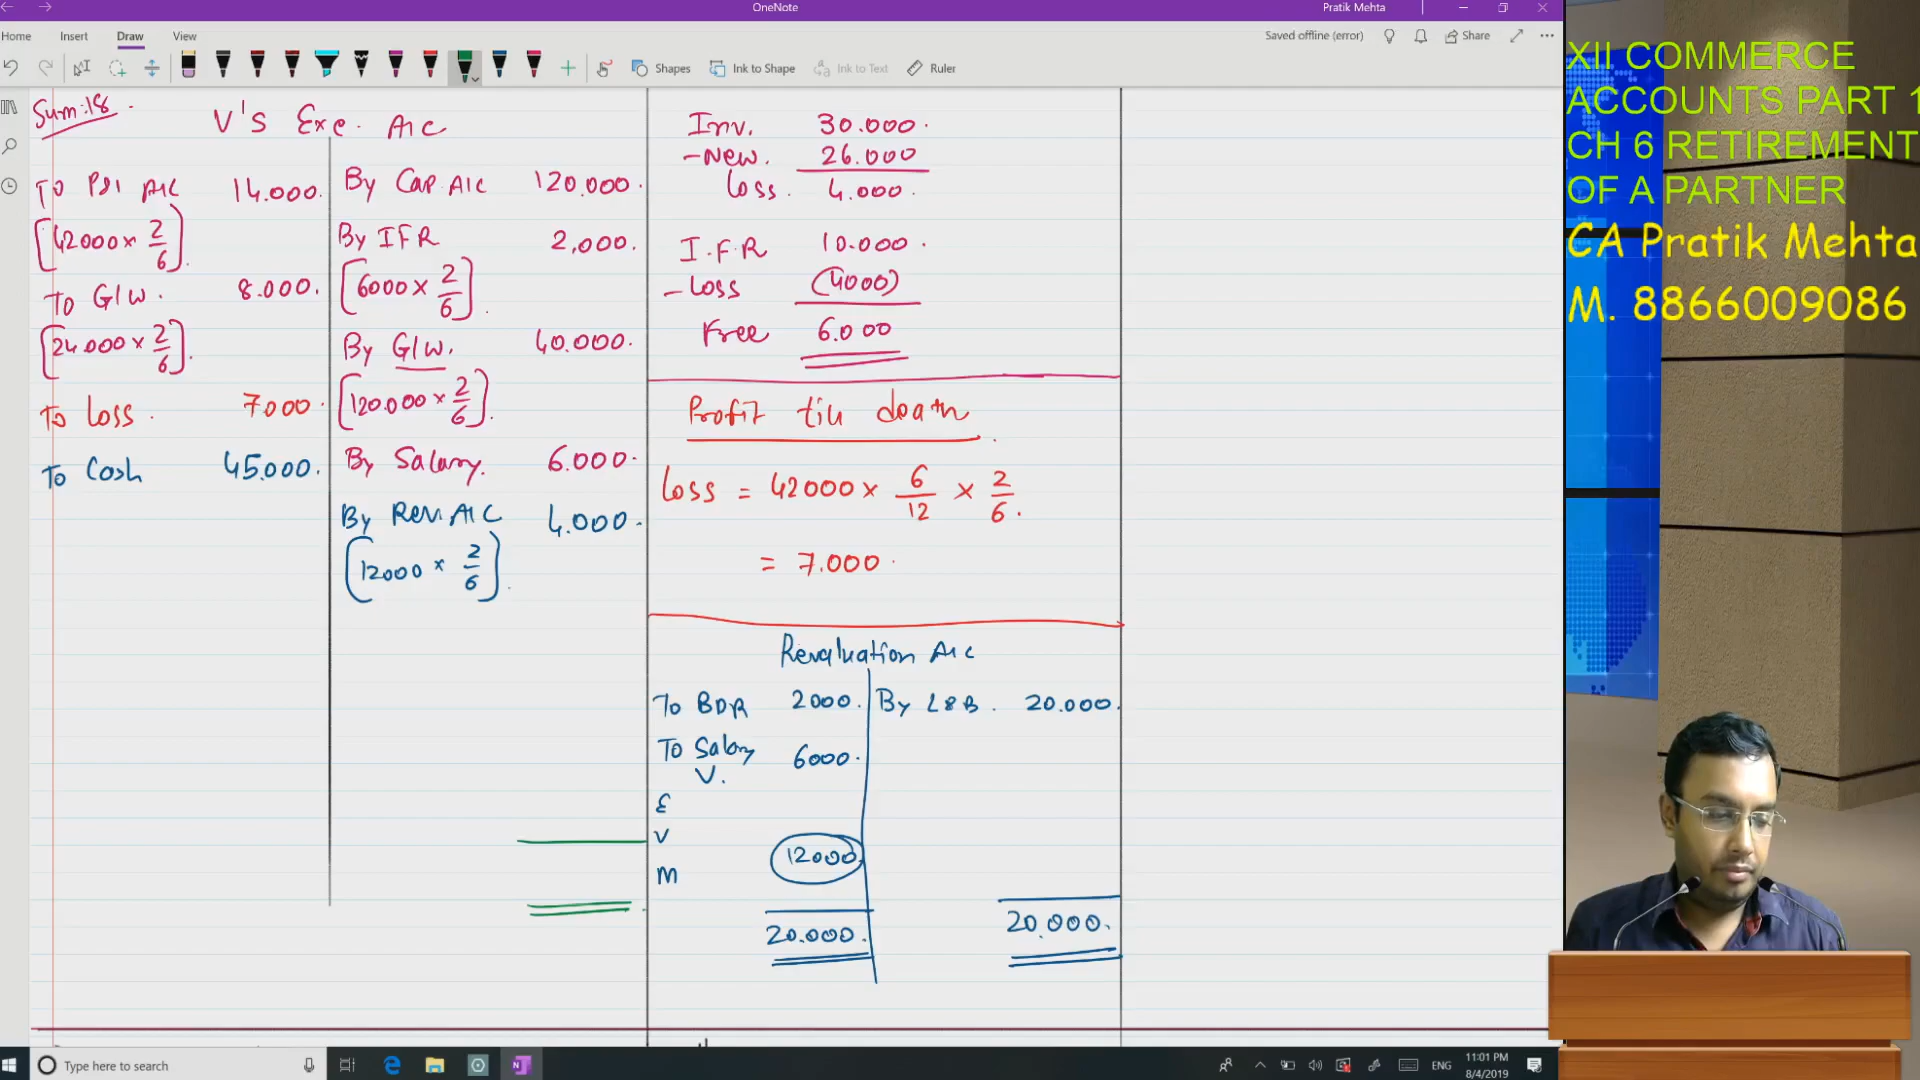 OneNote
Pratik Mehta
Home Insert Draw View
Saved offline (error)
Share
Shapes
Ink to Shape
Ink to Text
Ruler
Sum:18
V's Exe. A/c
To P&L A/C 14.000.
[42000 × 2/6].
To G/W. 8.000.
[24.000 × 2/6].
To Loss. 7000.
To Cash 45.000.
By Cap. A/C 120.000.
By IFR 2,000.
[6000 × 2/6].
By G/W. 40.000.
[120.000 × 2/6].
By Salary. 6.000.
By Rev. A/C 4.000.
[12000 × 2/6].
Inv. 30.000.
- New. 26.000
Loss. 4.000.
I.F.R 10.000.
- Loss (4000)
Free 6.000
Profit till death.
Loss = 42000 × 6/12 × 2/6.
= 7.000.
Revaluation A/c
To BDR 2000. By L&B. 20.000.
To Salary 6000.
V.
E
V
12000
M
20.000. 20.000.
XII COMMERCE
ACCOUNTS PART 1
CH 6 RETIREMENT
OF A PARTNER
CA Pratik Mehta
M. 8866009086
Type here to search
ENG
11:01 PM
8/4/2019